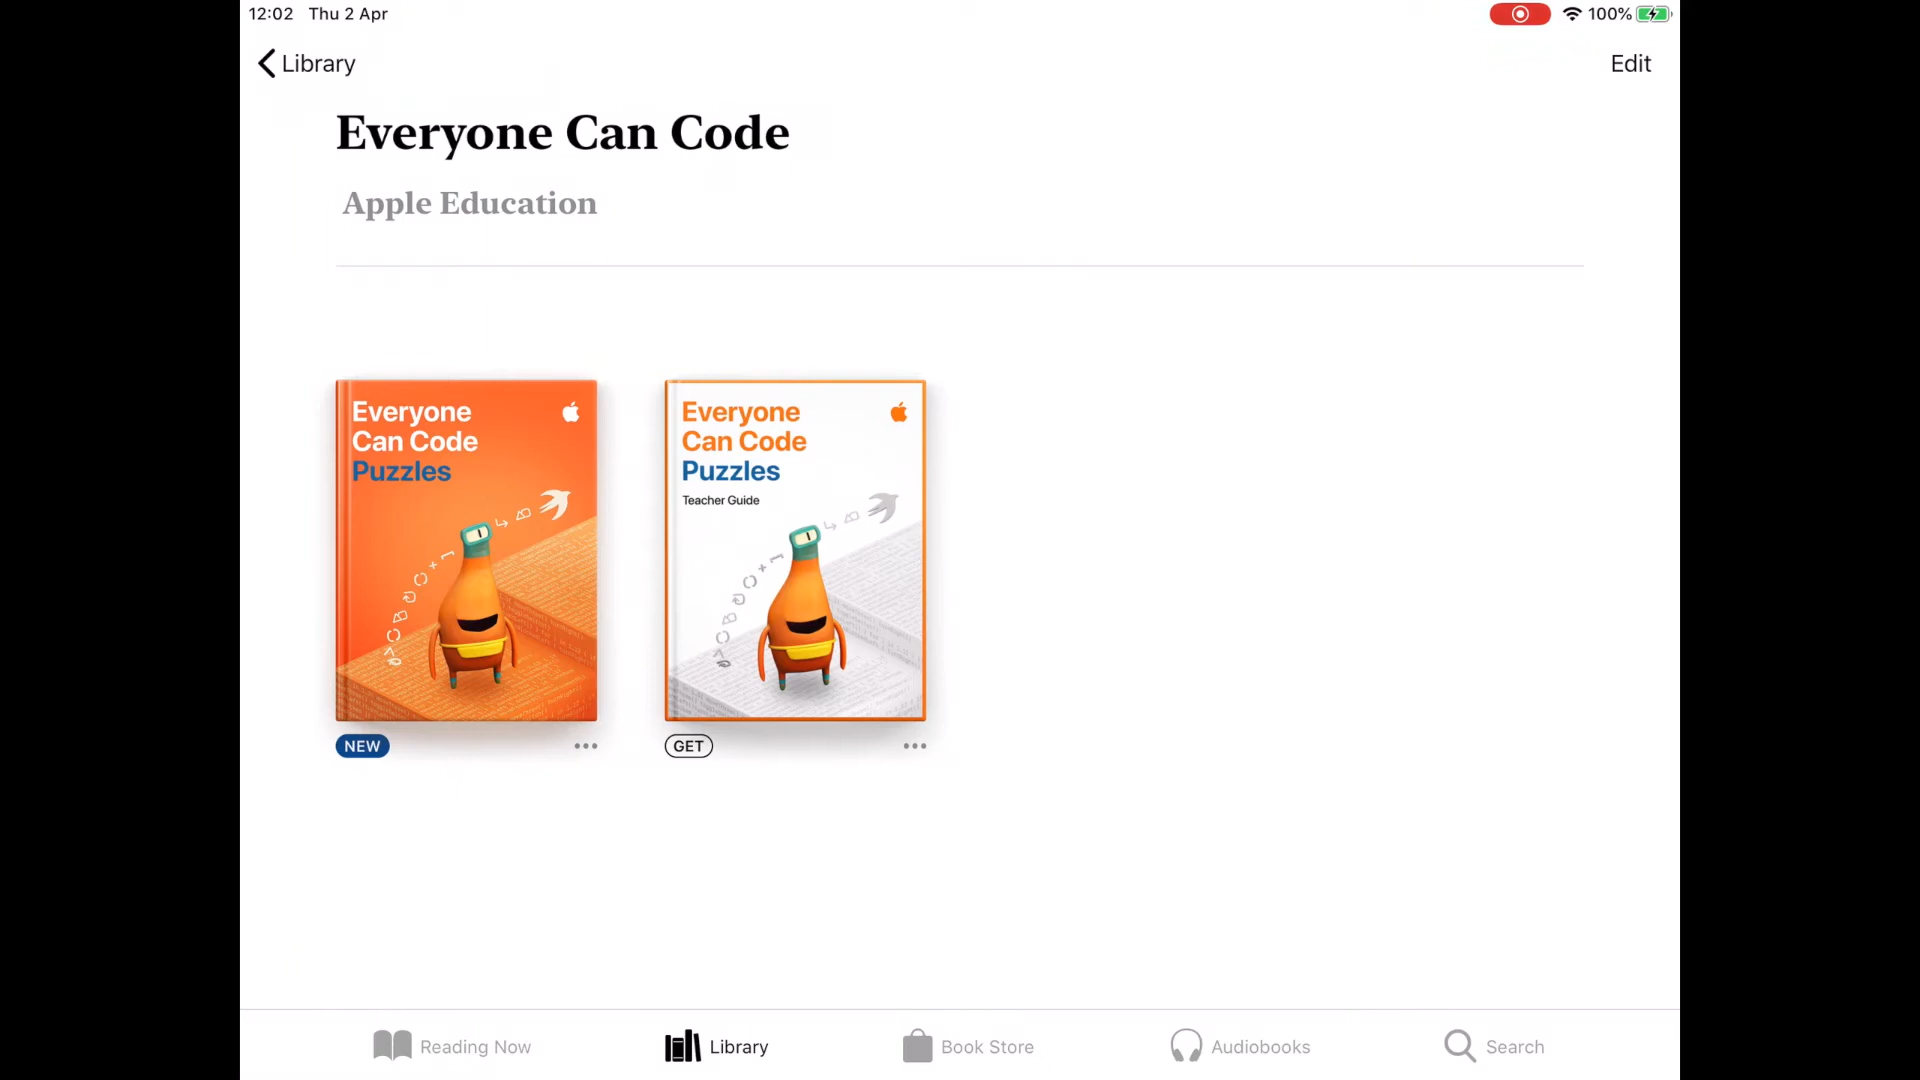 12:02 Thu 2 Apr
100%
Library
Edit
Everyone Can Code
Apple Education
Everyone
Can Code
Puzzles
NEW
Everyone
Can Code
Puzzles
Teacher Guide
GET
Reading Now
Library
Book Store
Audiobooks
Search